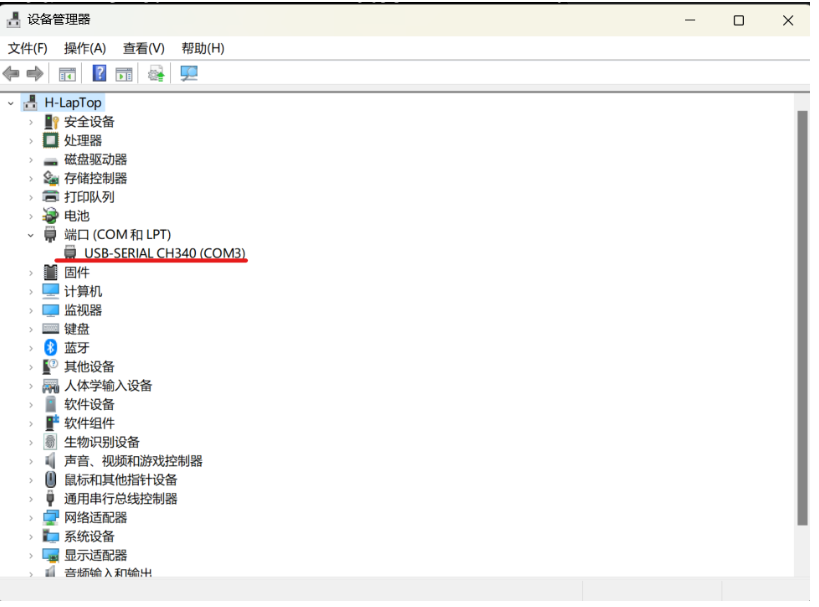 设备管理器
文件(F) 操作(A) 查看(V) 帮助(H)
H-LapTop
安全设备
处理器
磁盘驱动器
存储控制器
打印队列
电池
端口 (COM 和 LPT)
USB-SERIAL CH340 (COM3)
固件
计算机
监视器
键盘
蓝牙
其他设备
人体学输入设备
软件设备
软件组件
生物识别设备
声音、视频和游戏控制器
鼠标和其他指针设备
通用串行总线控制器
网络适配器
系统设备
显示适配器
音频输入和输出